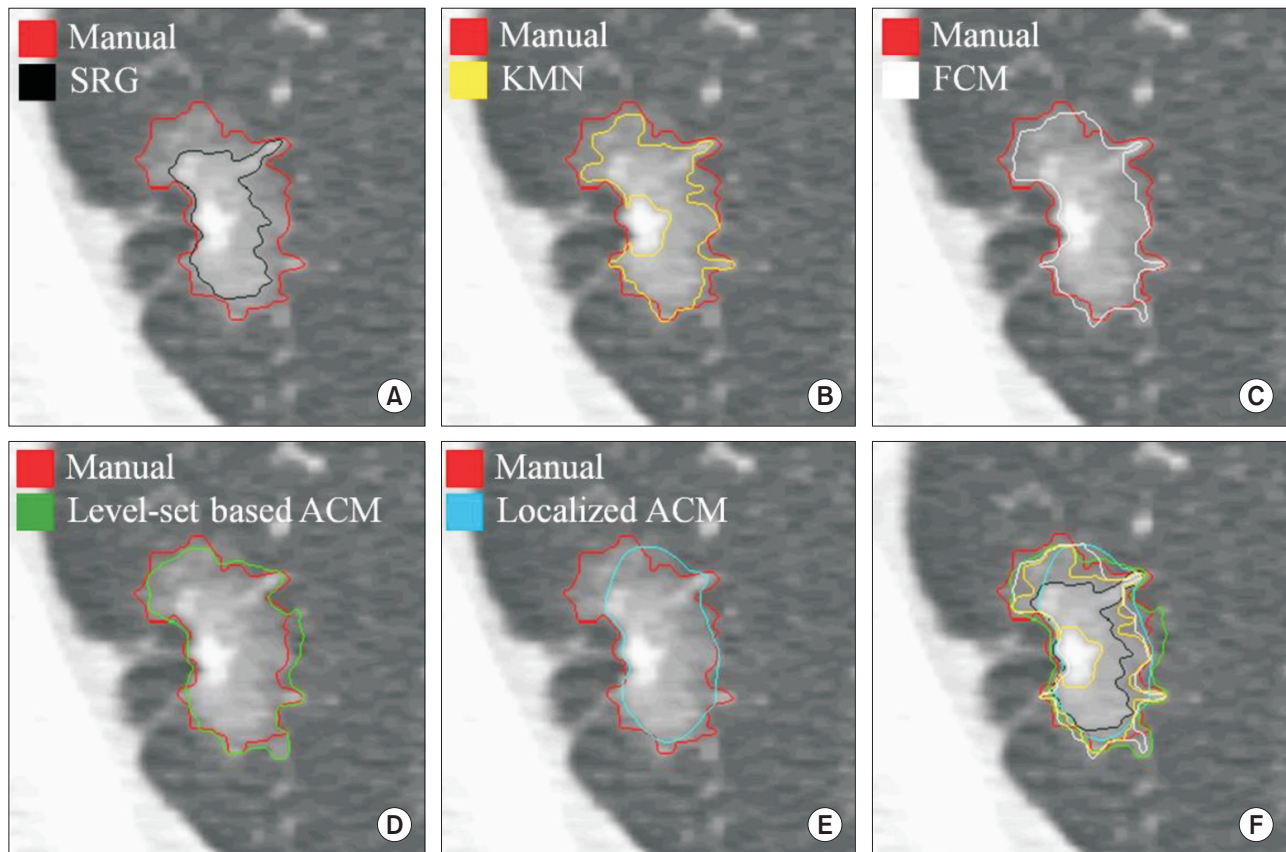 Manual
SRG
A
Manual
KMN
B
Manual
FCM
C
Manual
Level-set based ACM
D
Manual
Localized ACM
E
F